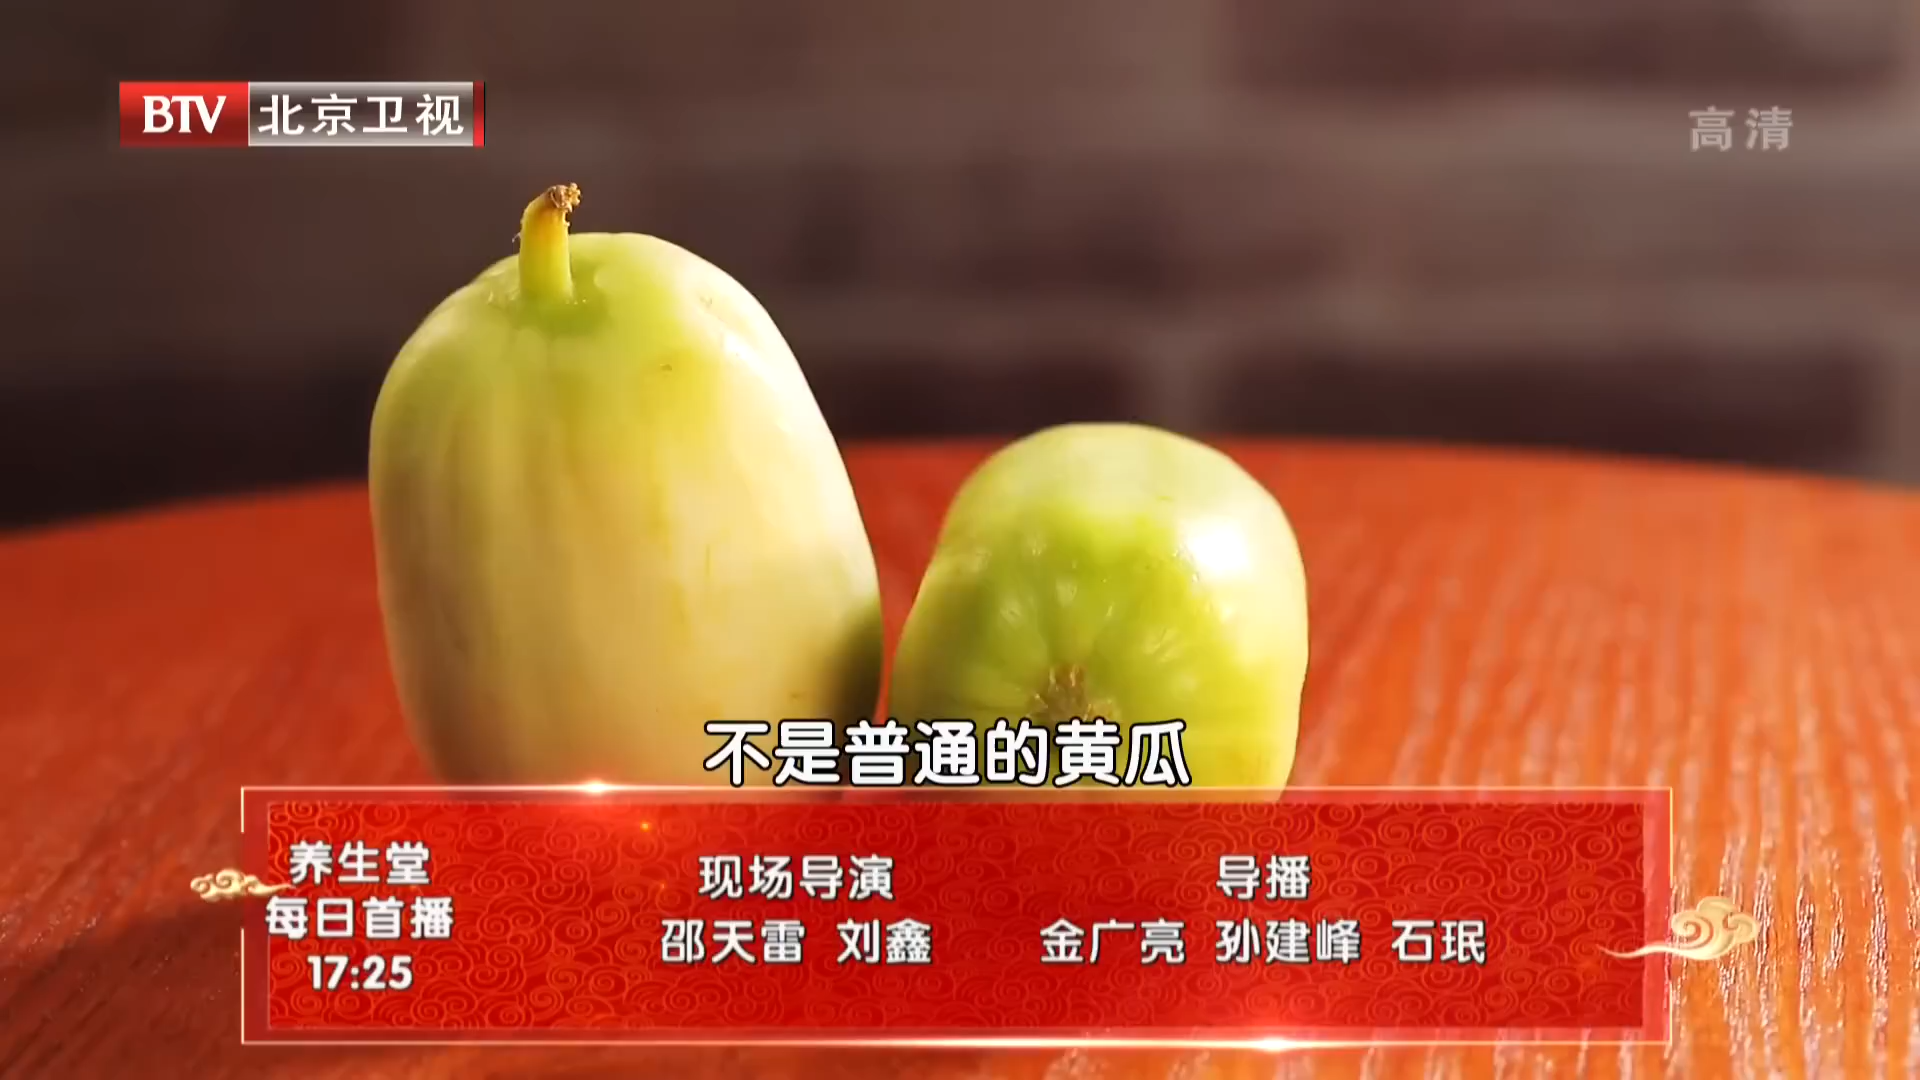 BTV 北京卫视
高清
不是普通的黄瓜
养生堂
每日首播
17:25
现场导演
邵天雷 刘鑫
导播
金广亮 孙建峰 石珉